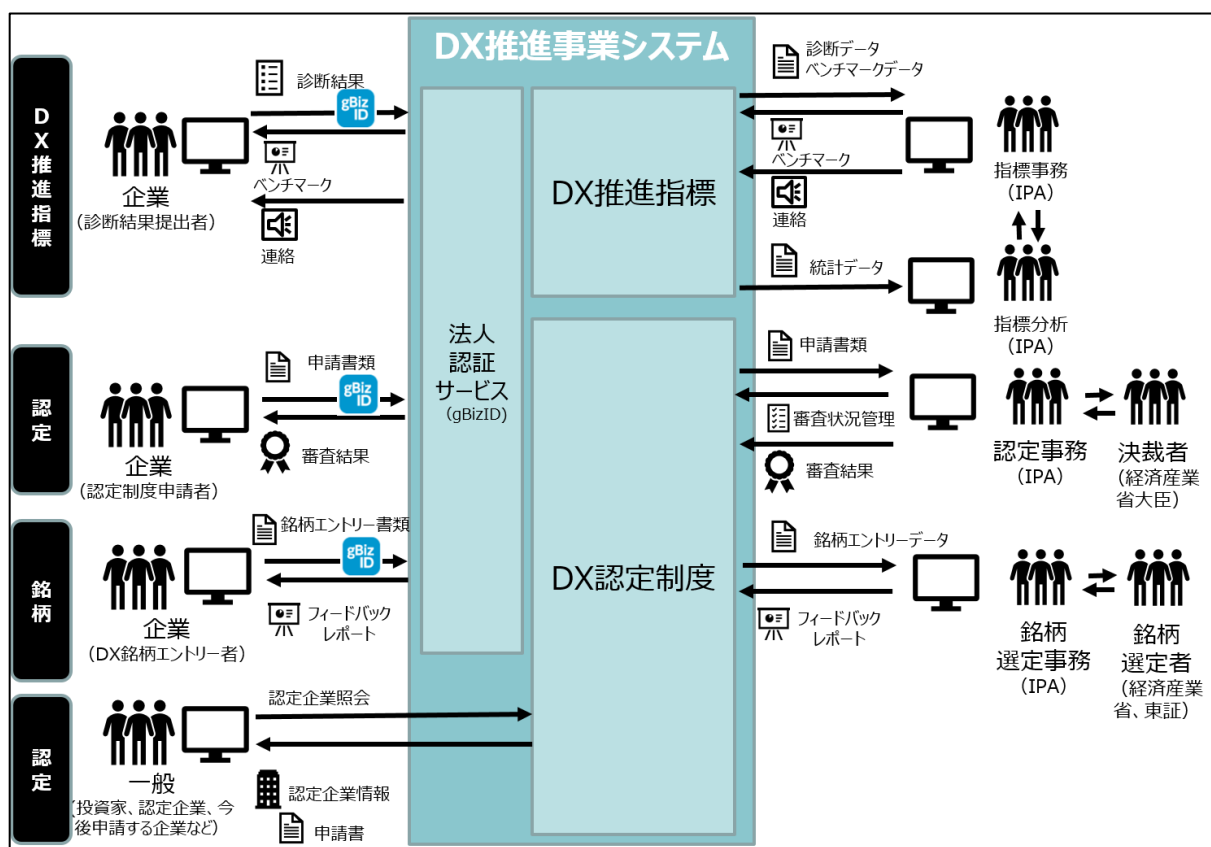 DX推進事業システム
DX推進指標
診断結果
gBiz
ID
ベンチマーク
連絡
企業
(診断結果提出者)
法人
認証
サービス
(gBizID)
DX推進指標
診断データ
ベンチマークデータ
ベンチマーク
連絡
指標事務
(IPA)
統計データ
指標分析
(IPA)
認定
申請書類
gBiz
ID
審査結果
企業
(認定制度申請者)
DX認定制度
申請書類
審査状況管理
審査結果
認定事務
(IPA)
決裁者
(経済産業
省大臣)
銘柄
銘柄エントリー書類
gBiz
ID
フィードバック
レポート
企業
(DX銘柄エントリー者)
銘柄エントリーデータ
フィードバック
レポート
銘柄
選定事務
(IPA)
銘柄
選定者
(経済産業
省、東証)
認定
認定企業照会
一般
(投資家、認定企業、今
後申請する企業など)
認定企業情報
申請書